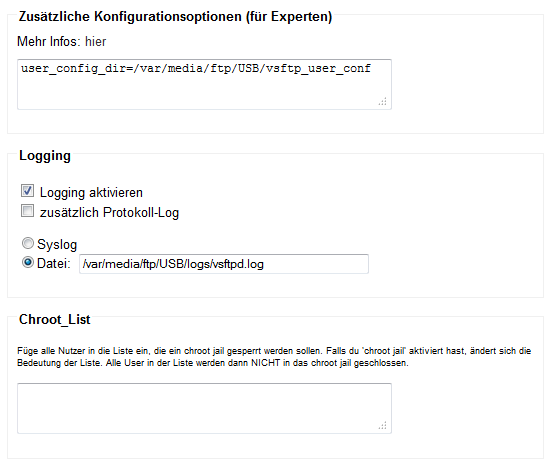 Zusätzliche Konfigurationsoptionen (für Experten)
Mehr Infos: hier
user_config_dir=/var/media/ftp/USB/vsftp_user_conf
Logging
Logging aktivieren
zusätzlich Protokoll-Log
Syslog
Datei: /var/media/ftp/USB/logs/vsftpd.log
Chroot_List
Füge alle Nutzer in die Liste ein, die ein chroot jail gesperrt werden sollen. Falls du 'chroot jail' aktiviert hast, ändert sich die
Bedeutung der Liste. Alle User in der Liste werden dann NICHT in das chroot jail geschlossen.